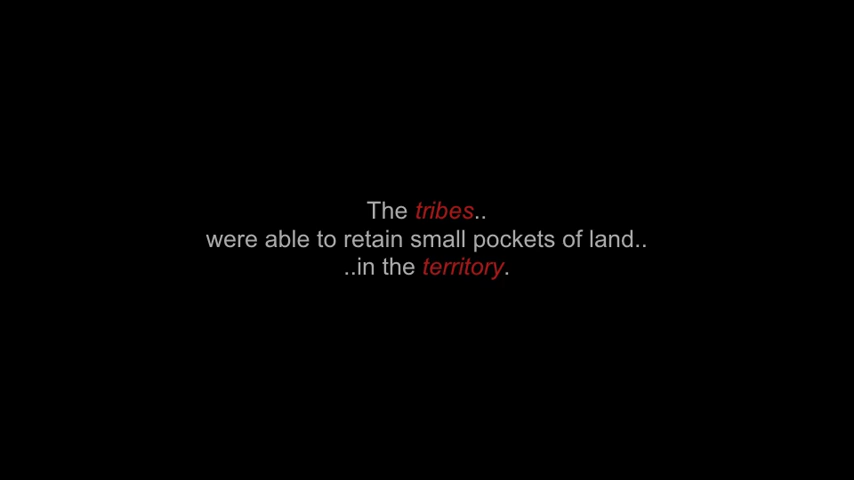 The tribes..
were able to retain small pockets of land..
..in the territory.